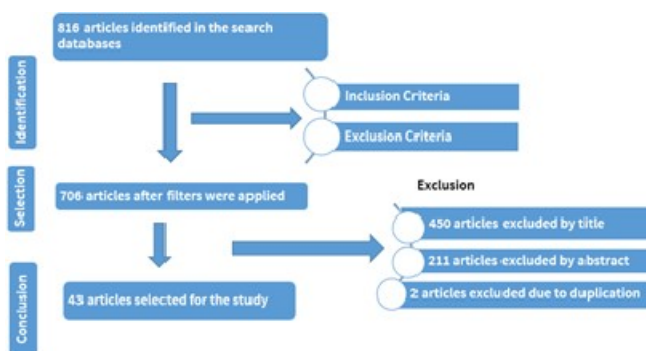 816 articles identified in the search
databases
Identification
Inclusion Criteria
Exclusion Criteria
706 articles after filters were applied
Selection
Exclusion
450 articles excluded by title
211 articles excluded by abstract
2 articles excluded due to duplication
43 articles selected for the study
Conclusion